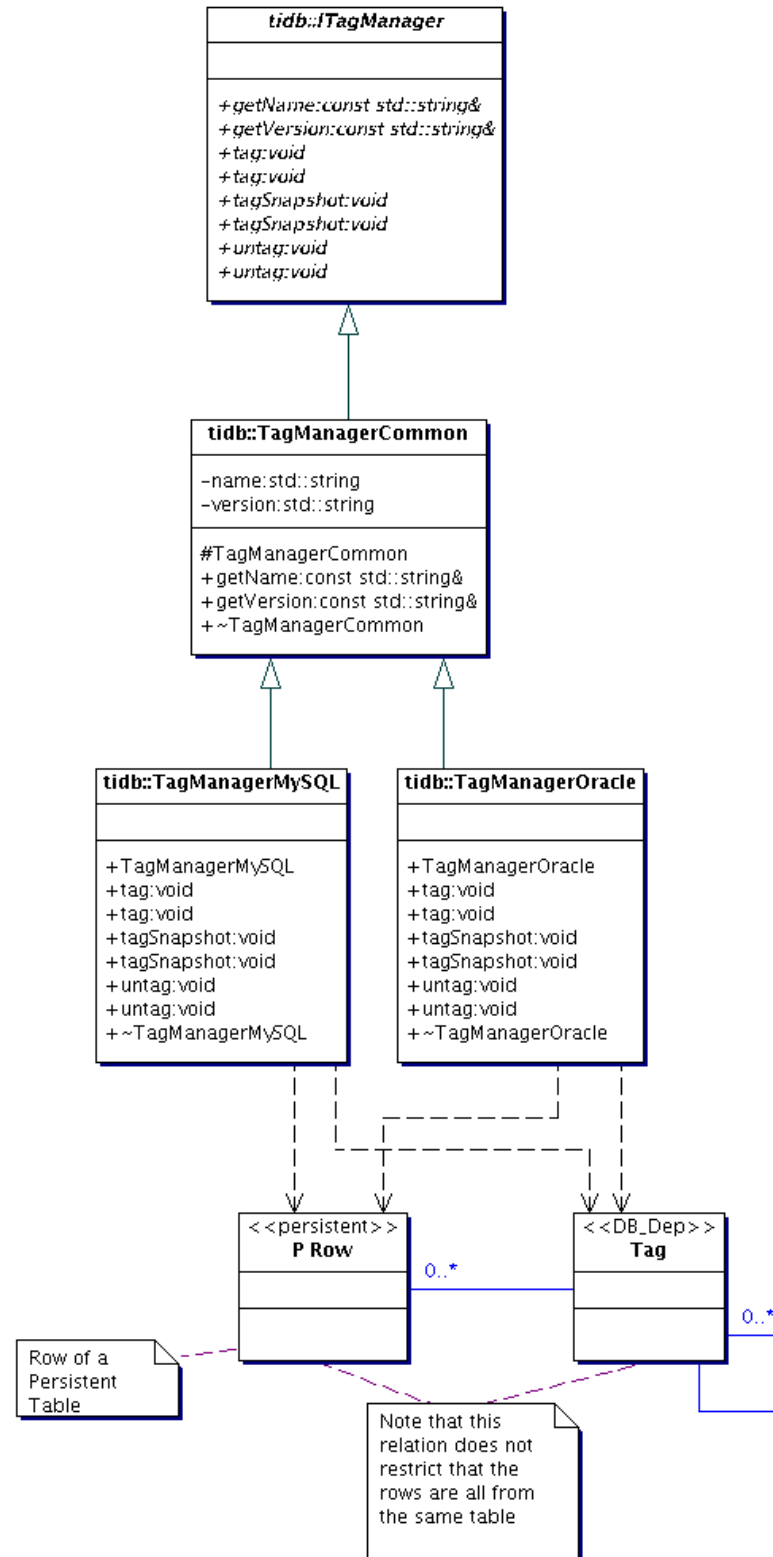 tidb::ITagManager
+getName:const std::string&
+getVersion:const std::string&
+tag:void
+tag:void
+tagSnapshot:void
+tagSnapshot:void
+untag:void
+untag:void
tidb::TagManagerCommon
-name:std::string
-version:std::string
#TagManagerCommon
+getName:const std::string&
+getVersion:const std::string&
+~TagManagerCommon
tidb::TagManagerMySQL
+TagManagerMySQL
+tag:void
+tag:void
+tagSnapshot:void
+tagSnapshot:void
+untag:void
+untag:void
+~TagManagerMySQL
tidb::TagManagerOracle
+TagManagerOracle
+tag:void
+tag:void
+tagSnapshot:void
+tagSnapshot:void
+untag:void
+untag:void
+~TagManagerOracle
<<persistent>>
P Row
0..*
<<DB_Dep>>
Tag
0..*
Row of a
Persistent
Table
Note that this
relation does not
restrict that the
rows are all from
the same table